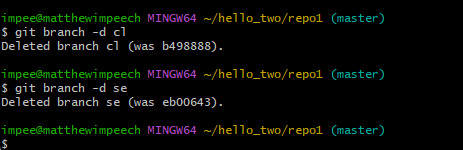 impee@matthewimpeech MINGW64 ~/hello_two/repo1 (master)
$ git branch -d cl
Deleted branch cl (was b498888).
impee@matthewimpeech MINGW64 ~/hello_two/repo1 (master)
$ git branch -d se
Deleted branch se (was eb00643).
impee@matthewimpeech MINGW64 ~/hello_two/repo1 (master)
$